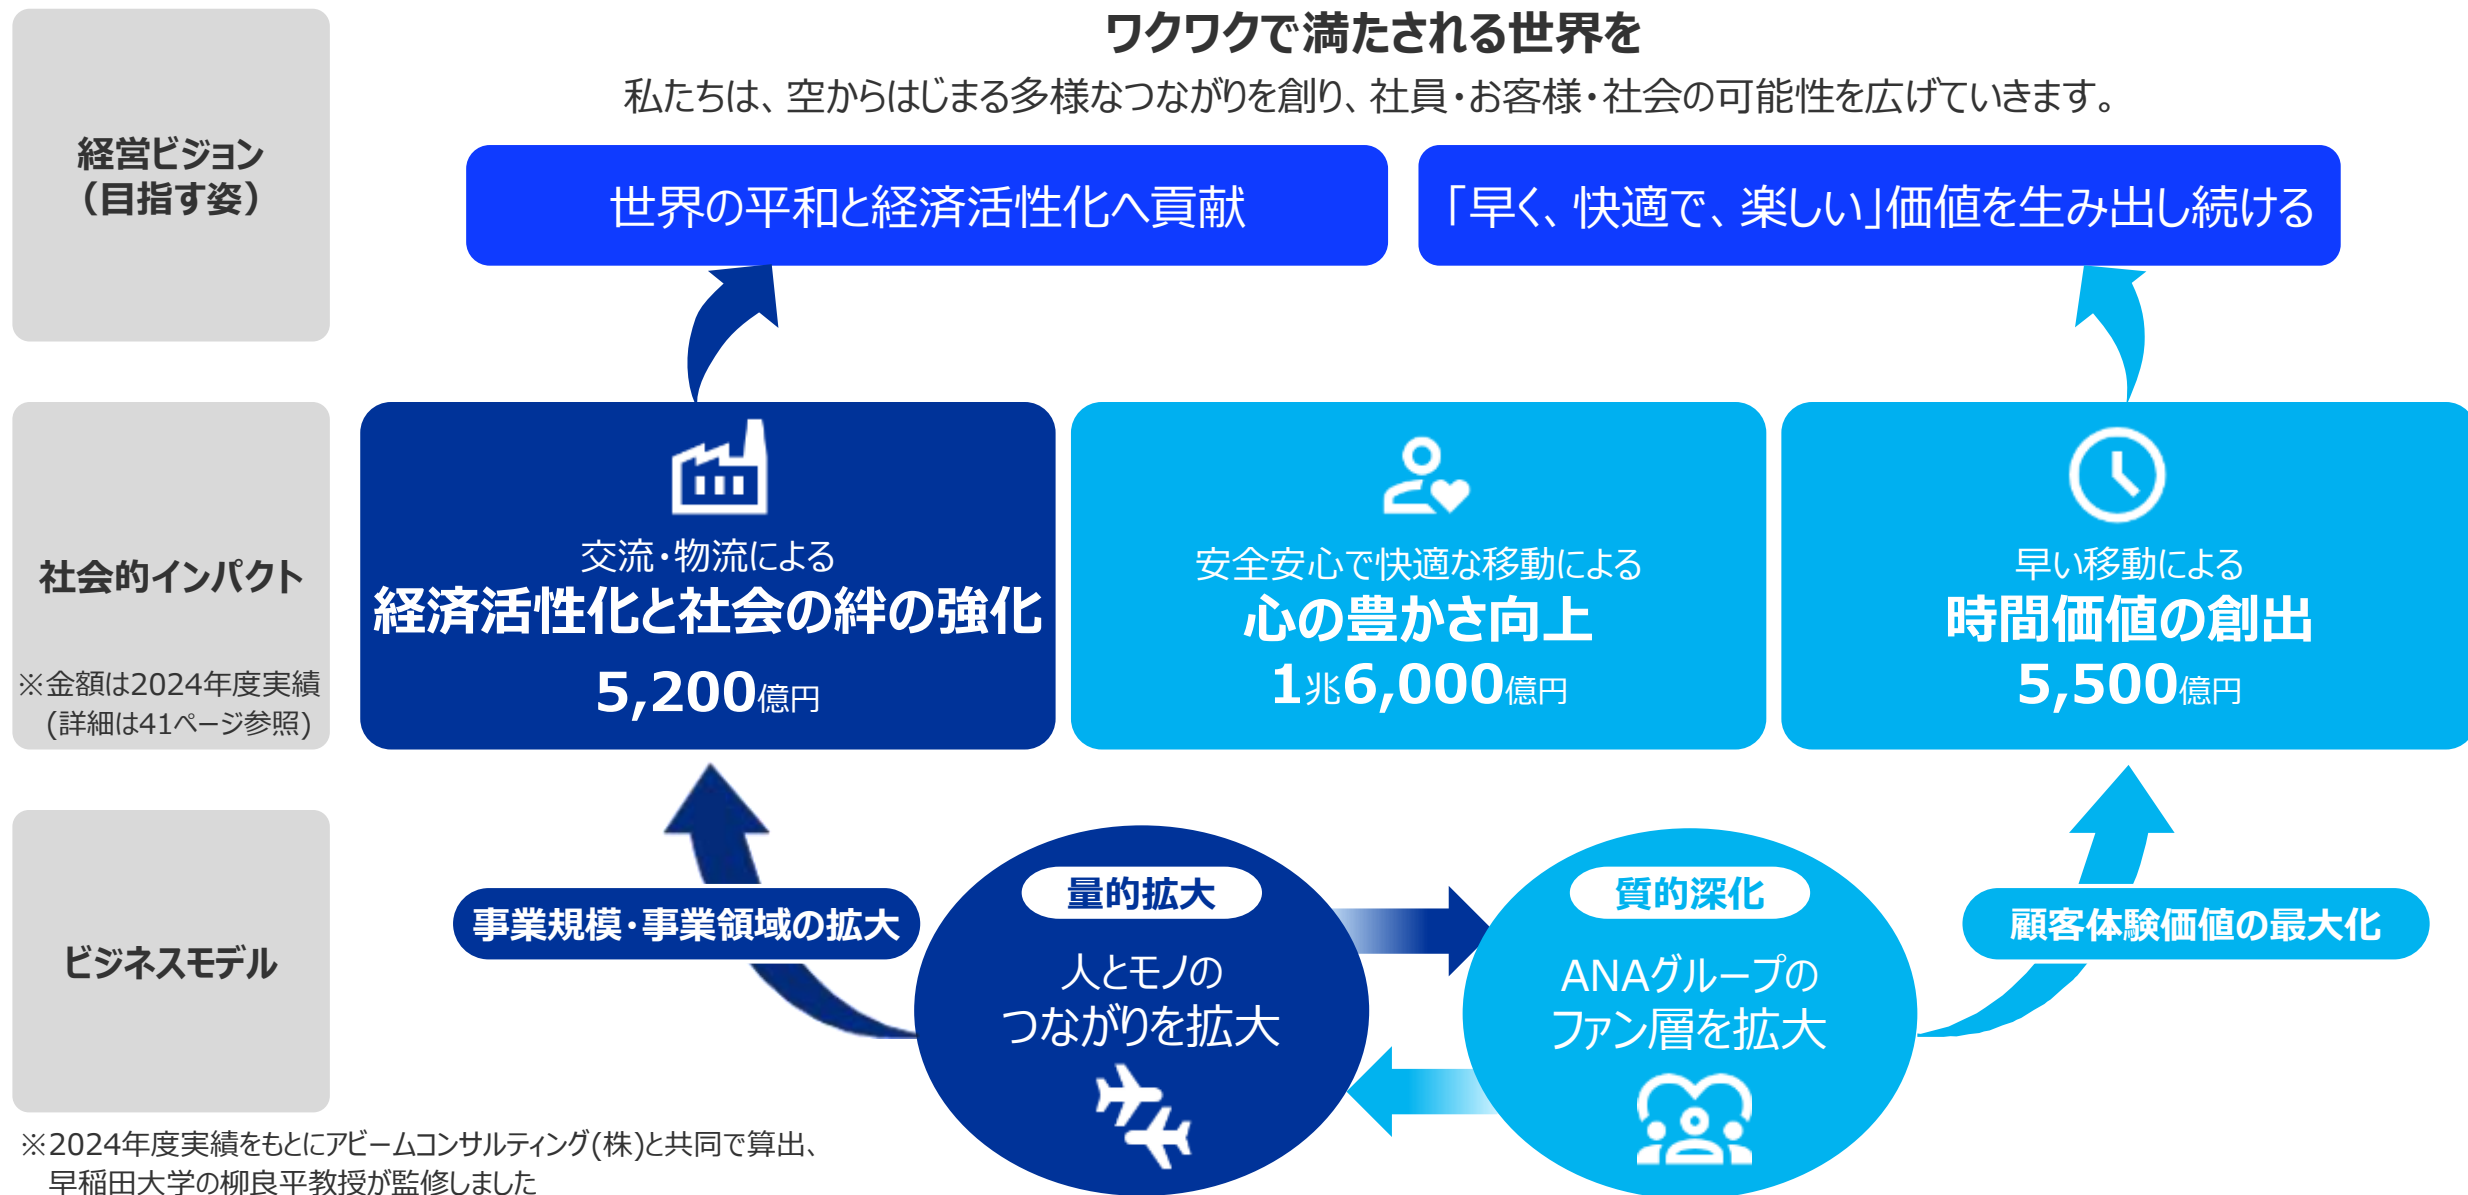 ワクワクで満たされる世界を
私たちは、空からはじまる多様なつながりを創り、社員・お客様・社会の可能性を広げていきます。
経営ビジョン
（目指す姿）
世界の平和と経済活性化へ貢献
「早く、快適で、楽しい」価値を生み出し続ける
社会的インパクト
※金額は2024年度実績
(詳細は41ページ参照)
交流・物流による
経済活性化と社会の絆の強化
5,200億円
安全安心で快適な移動による
心の豊かさ向上
1兆6,000億円
早い移動による
時間価値の創出
5,500億円
ビジネスモデル
事業規模・事業領域の拡大
量的拡大
人とモノの
つながりを拡大
質的深化
ANAグループの
ファン層を拡大
顧客体験価値の最大化
※2024年度実績をもとにアビームコンサルティング(株)と共同で算出、
早稲田大学の柳良平教授が監修しました